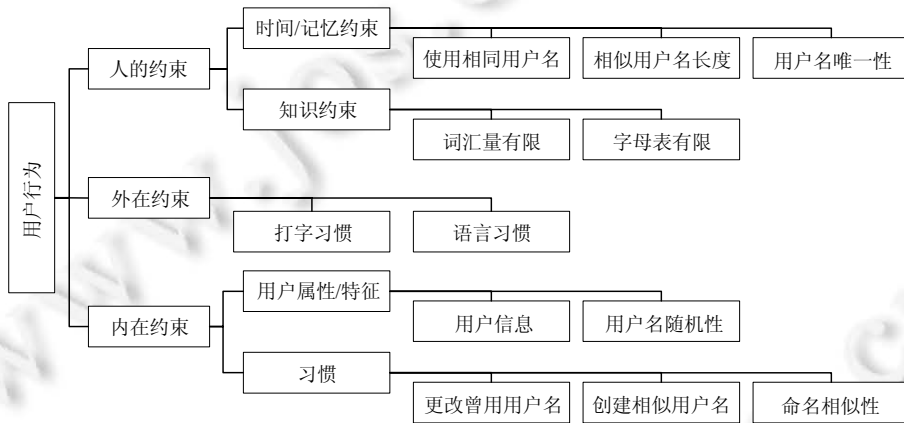 用户行为
人的约束
时间/记忆约束
使用相同用户名
相似用户名长度
用户名唯一性
知识约束
词汇量有限
字母表有限
外在约束
打字习惯
语言习惯
内在约束
用户属性/特征
用户信息
用户名随机性
习惯
更改曾用用户名
创建相似用户名
命名相似性